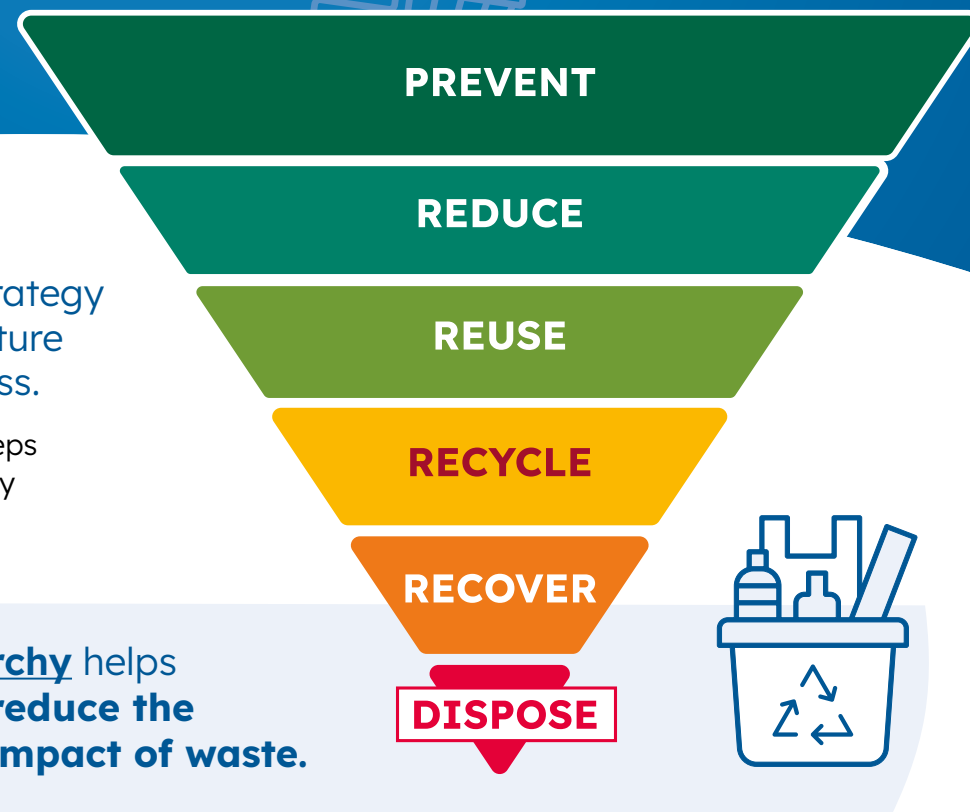 PREVENT
REDUCE
REUSE
RECYCLE
RECOVER
DISPOSE
rategy
ture
ss.
eps
y
rchy helps
reduce the
mpact of waste.